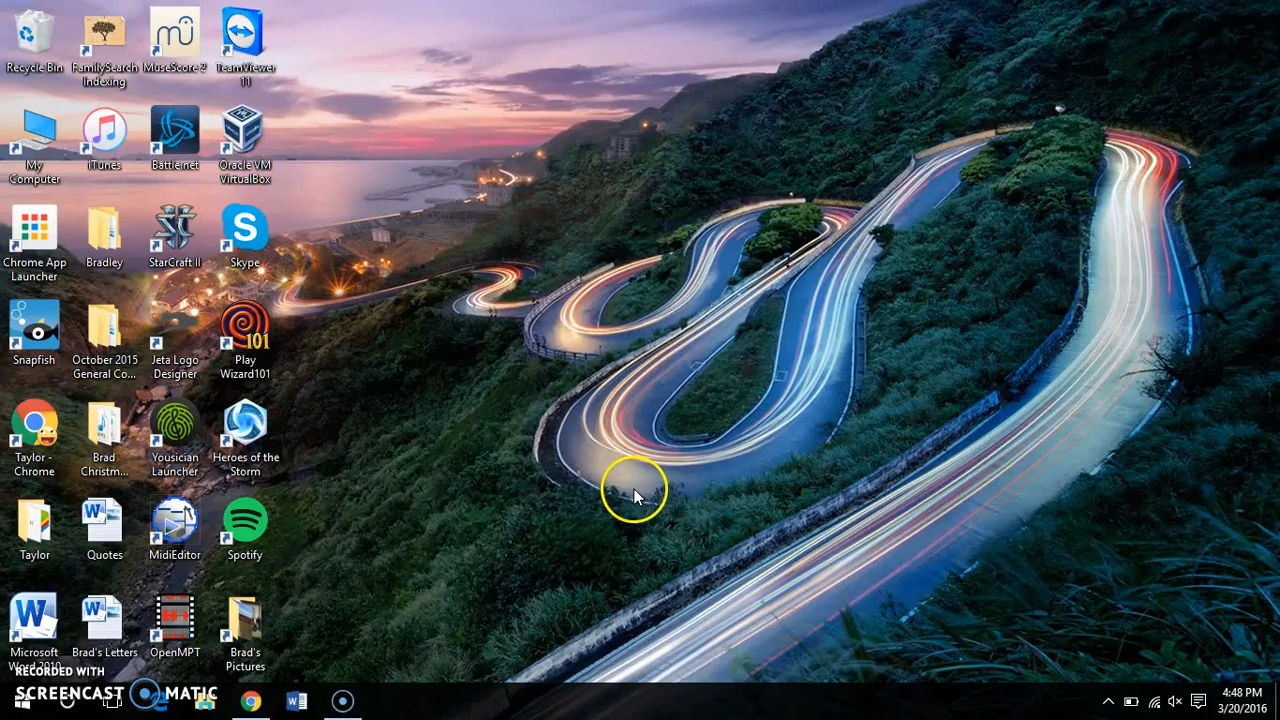 Recycle Bin
FamilySearch Indexing
MuseScore 2
TeamViewer 11
My Computer
iTunes
Battle.net
Oracle VM VirtualBox
Chrome App Launcher
Bradley
StarCraft II
Skype
Snapfish
October 2015 General Co...
Jeta Logo Designer
Play Wizard101
101
Taylor - Chrome
Brad Christm...
Yousician Launcher
Heroes of the Storm
Taylor
Quotes
MidiEditor
Spotify
Microsoft Word 2010
Brad's Letters
OpenMPT
Brad's Pictures
RECORDED WITH
SCREENCAST MATIC
4:48 PM
3/20/2016